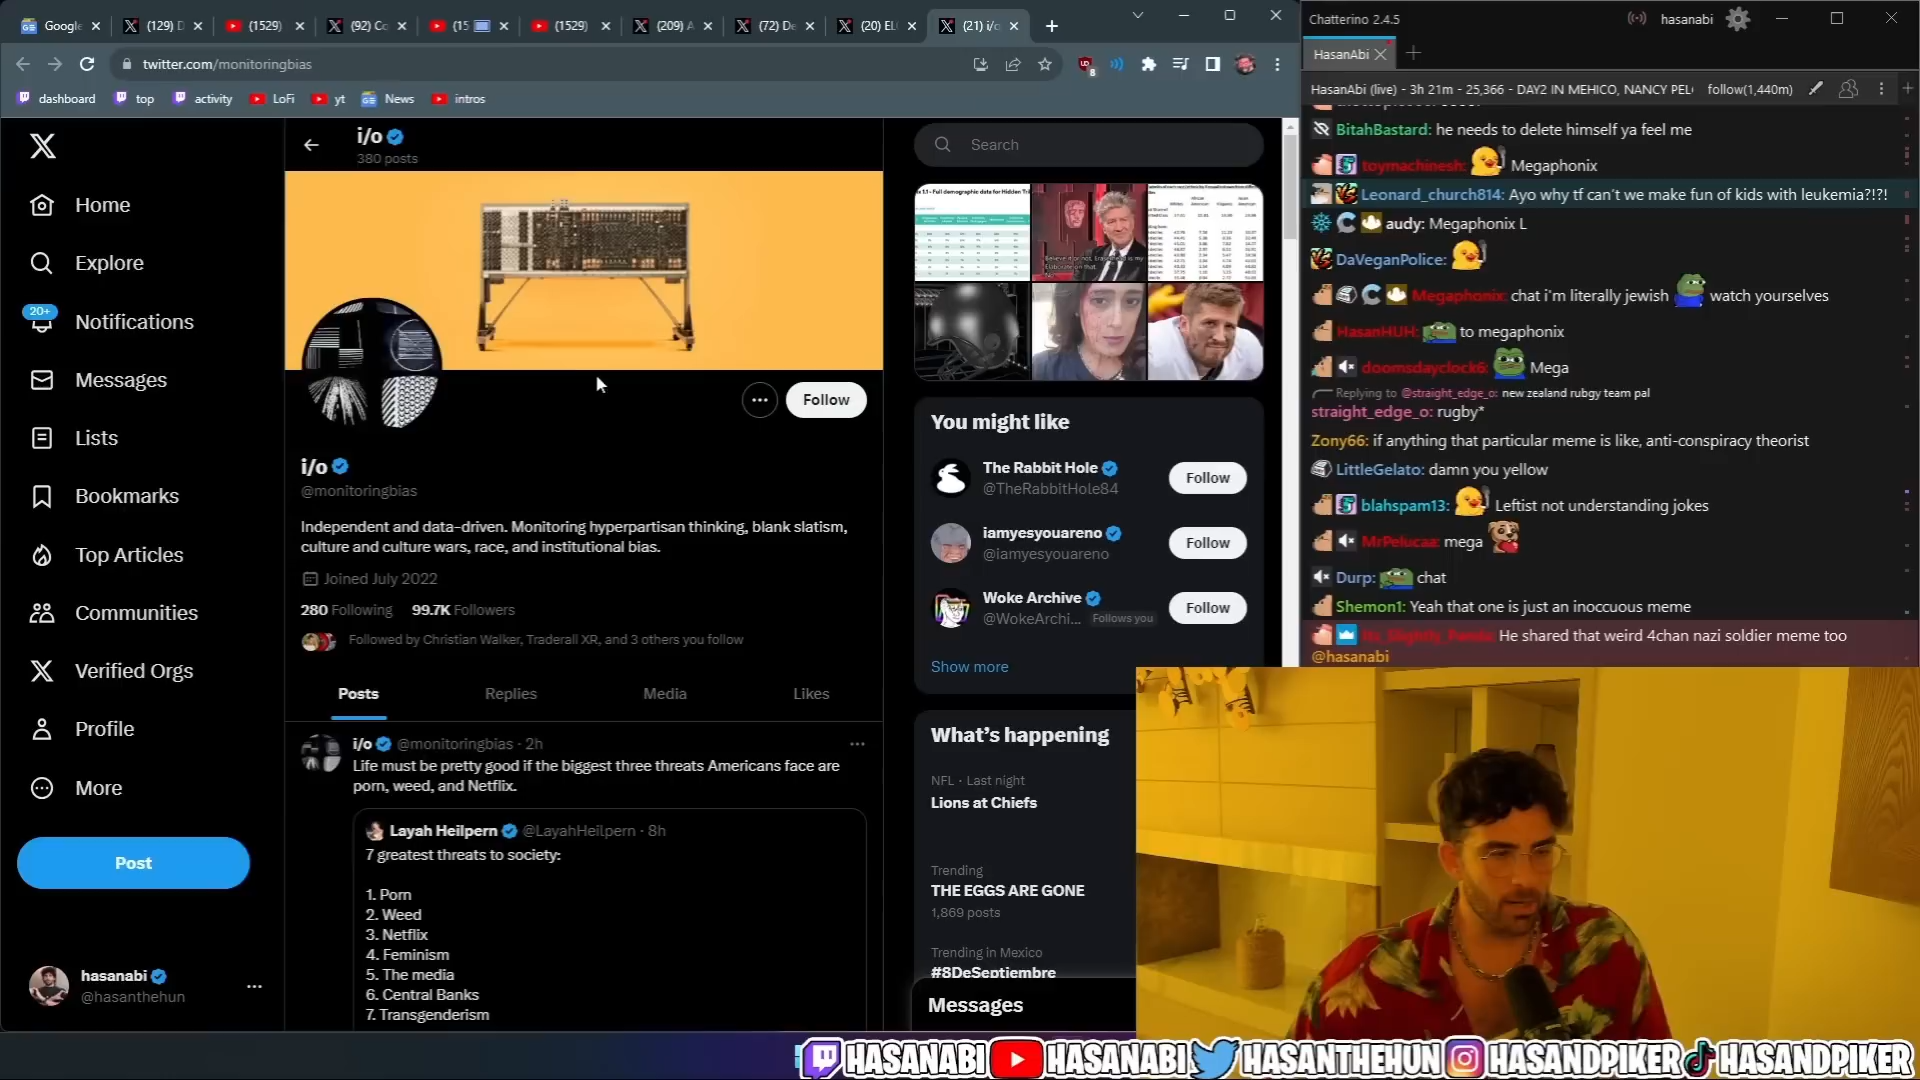 Google
(129) D
(1529)
(92) Co
(15
(1529)
(209) A
(72) De
(20) EL
(21) i/o
twitter.com/monitoringbias
dashboard
top
activity
LoFi
yt
News
intros
Home
Explore
20+
Notifications
Messages
Lists
Bookmarks
Top Articles
Communities
Verified Orgs
Profile
More
Post
hasanabi
@hasanthehun
i/o
380 posts
Follow
i/o
@monitoringbias
Independent and data-driven. Monitoring hyperpartisan thinking, blank slatism,
culture and culture wars, race, and institutional bias.
Joined July 2022
280 Following 99.7K Followers
Followed by Christian Walker, Traderall XR, and 3 others you follow
Posts
Replies
Media
Likes
i/o @monitoringbias · 2h
Life must be pretty good if the biggest three threats Americans face are
porn, weed, and Netflix.
Layah Heilpern @LayahHeilpern · 8h
7 greatest threats to society:
1. Porn
2. Weed
3. Netflix
4. Feminism
5. The media
6. Central Banks
7. Transgenderism
Search
You might like
The Rabbit Hole
@TheRabbitHole84
Follow
iamyesyouareno
@iamyesyouareno
Follow
Woke Archive
@WokeArchi... Follows you
Follow
Show more
What's happening
NFL · Last night
Lions at Chiefs
Trending
THE EGGS ARE GONE
1,869 posts
Trending in Mexico
#8DeSeptiembre
Messages
Chatterino 2.4.5
hasanabi
HasanAbi
HasanAbi (live) - 3h 21m - 25,366 - DAY2 IN MEHICO, NANCY PEL
follow(1,440m)
BitahBastard: he needs to delete himself ya feel me
toymachinesh: Megaphonix
Leonard_church814: Ayo why tf can't we make fun of kids with leukemia?!?!
audy: Megaphonix L
DaVeganPolice:
Megaphonix: chat i'm literally jewish watch yourselves
HasanHUH: to megaphonix
doomsdayclock6: Mega
Replying to @straight_edge_o: new zealand rubgy team pal
straight_edge_o: rugby*
Zony66: if anything that particular meme is like, anti-conspiracy theorist
LittleGelato: damn you yellow
blahspam13: Leftist not understanding jokes
MrPelucaa: mega
Durp: chat
Shemon1: Yeah that one is just an inoccuous meme
Its_Slightly_Panda: He shared that weird 4chan nazi soldier meme too
@hasanabi
HASANABI HASANABI HASANTHEHUN HASANDPIKER HASANDPIKER